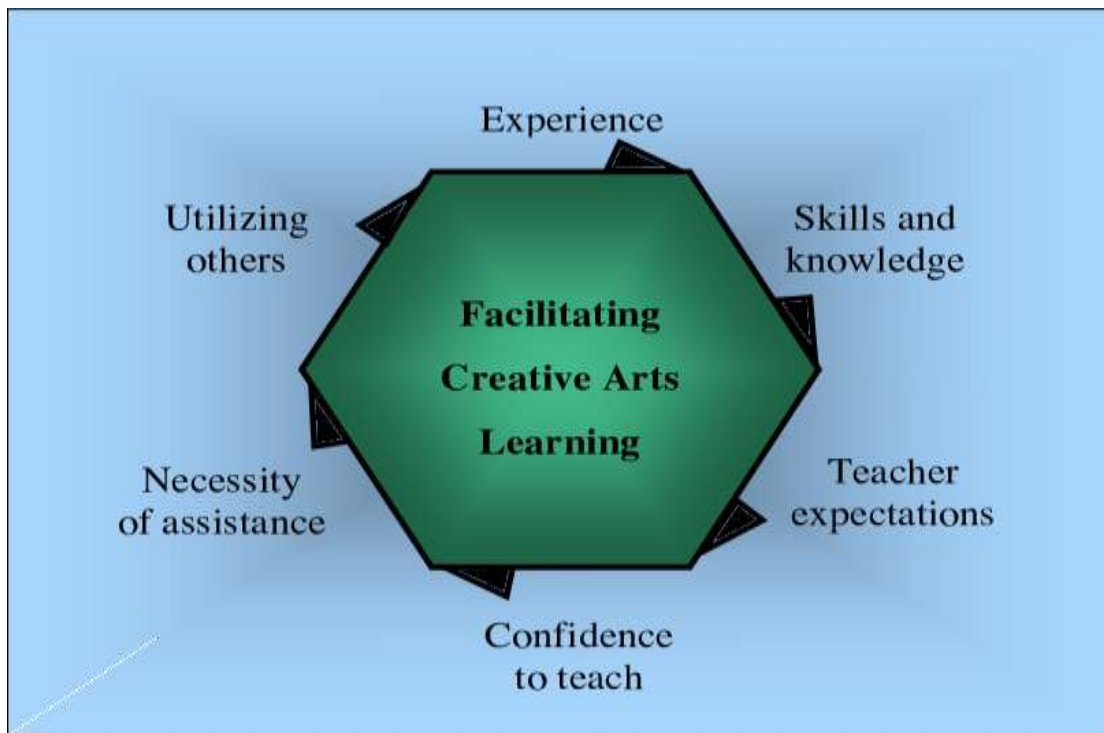 Experience
Utilizing
others
Skills and
knowledge
Facilitating
Creative Arts
Learning
Necessity
of assistance
Teacher
expectations
Confidence
to teach